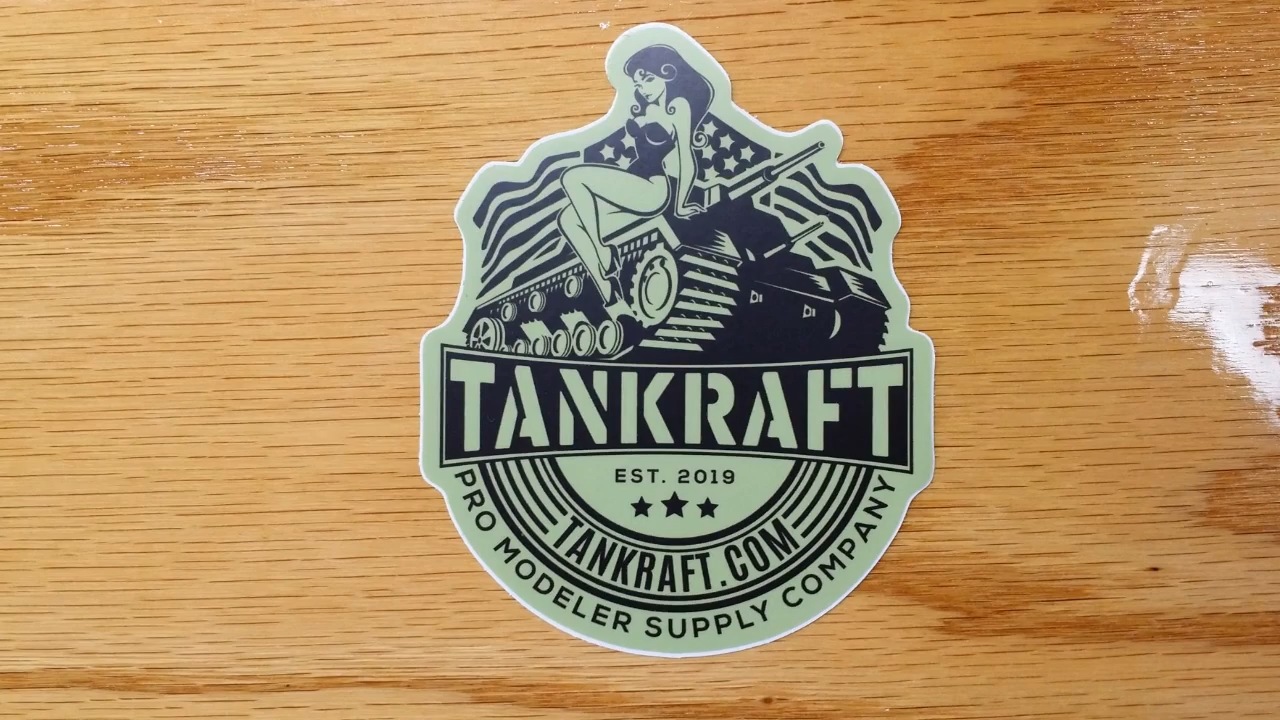 TANKRAFT
EST. 2019
TANKRAFT.COM
PRO MODELER SUPPLY COMPANY